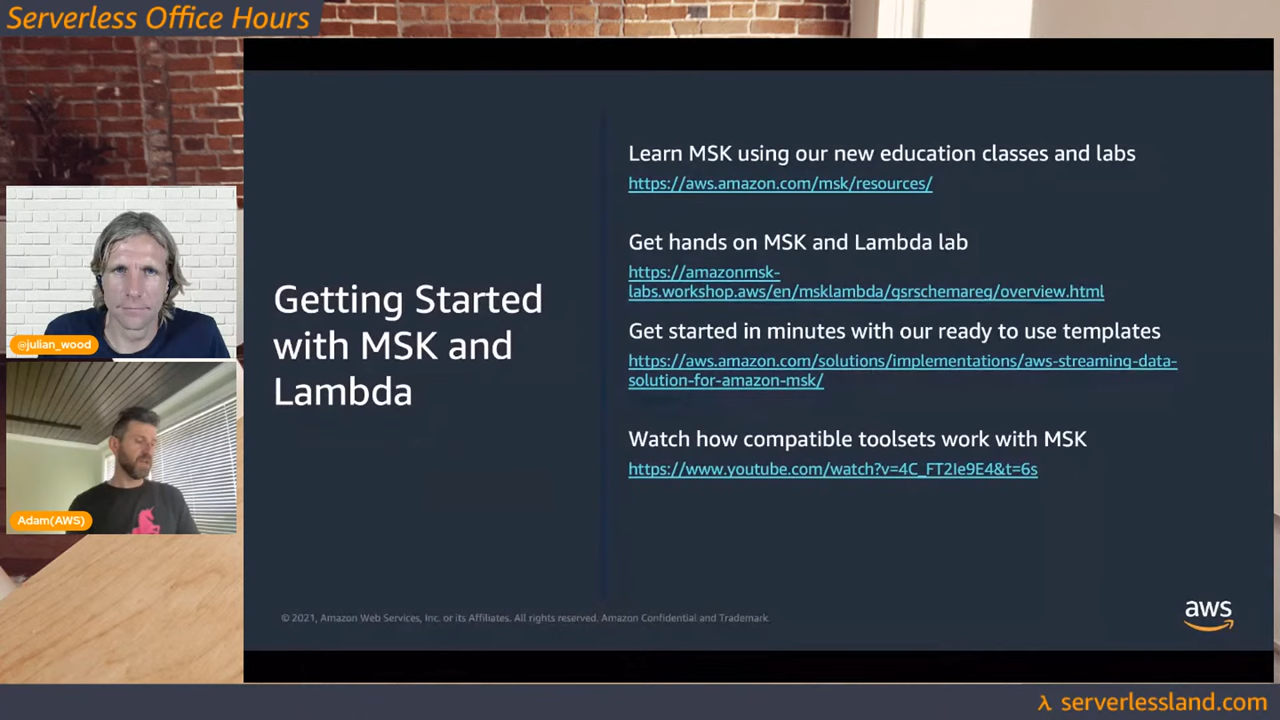 Serverless Office Hours
@julian_wood
Adam(AWS)
Getting Started
with MSK and
Lambda
Learn MSK using our new education classes and labs
https://aws.amazon.com/msk/resources/
Get hands on MSK and Lambda lab
https://amazonmsk-
labs.workshop.aws/en/msklambda/gsrschemareg/overview.html
Get started in minutes with our ready to use templates
https://aws.amazon.com/solutions/implementations/aws-streaming-data-
solution-for-amazon-msk/
Watch how compatible toolsets work with MSK
https://www.youtube.com/watch?v=4C_FT2Ie9E4&t=6s
© 2021, Amazon Web Services, Inc. or its Affiliates. All rights reserved. Amazon Confidential and Trademark.
aws
λ serverlessland.com